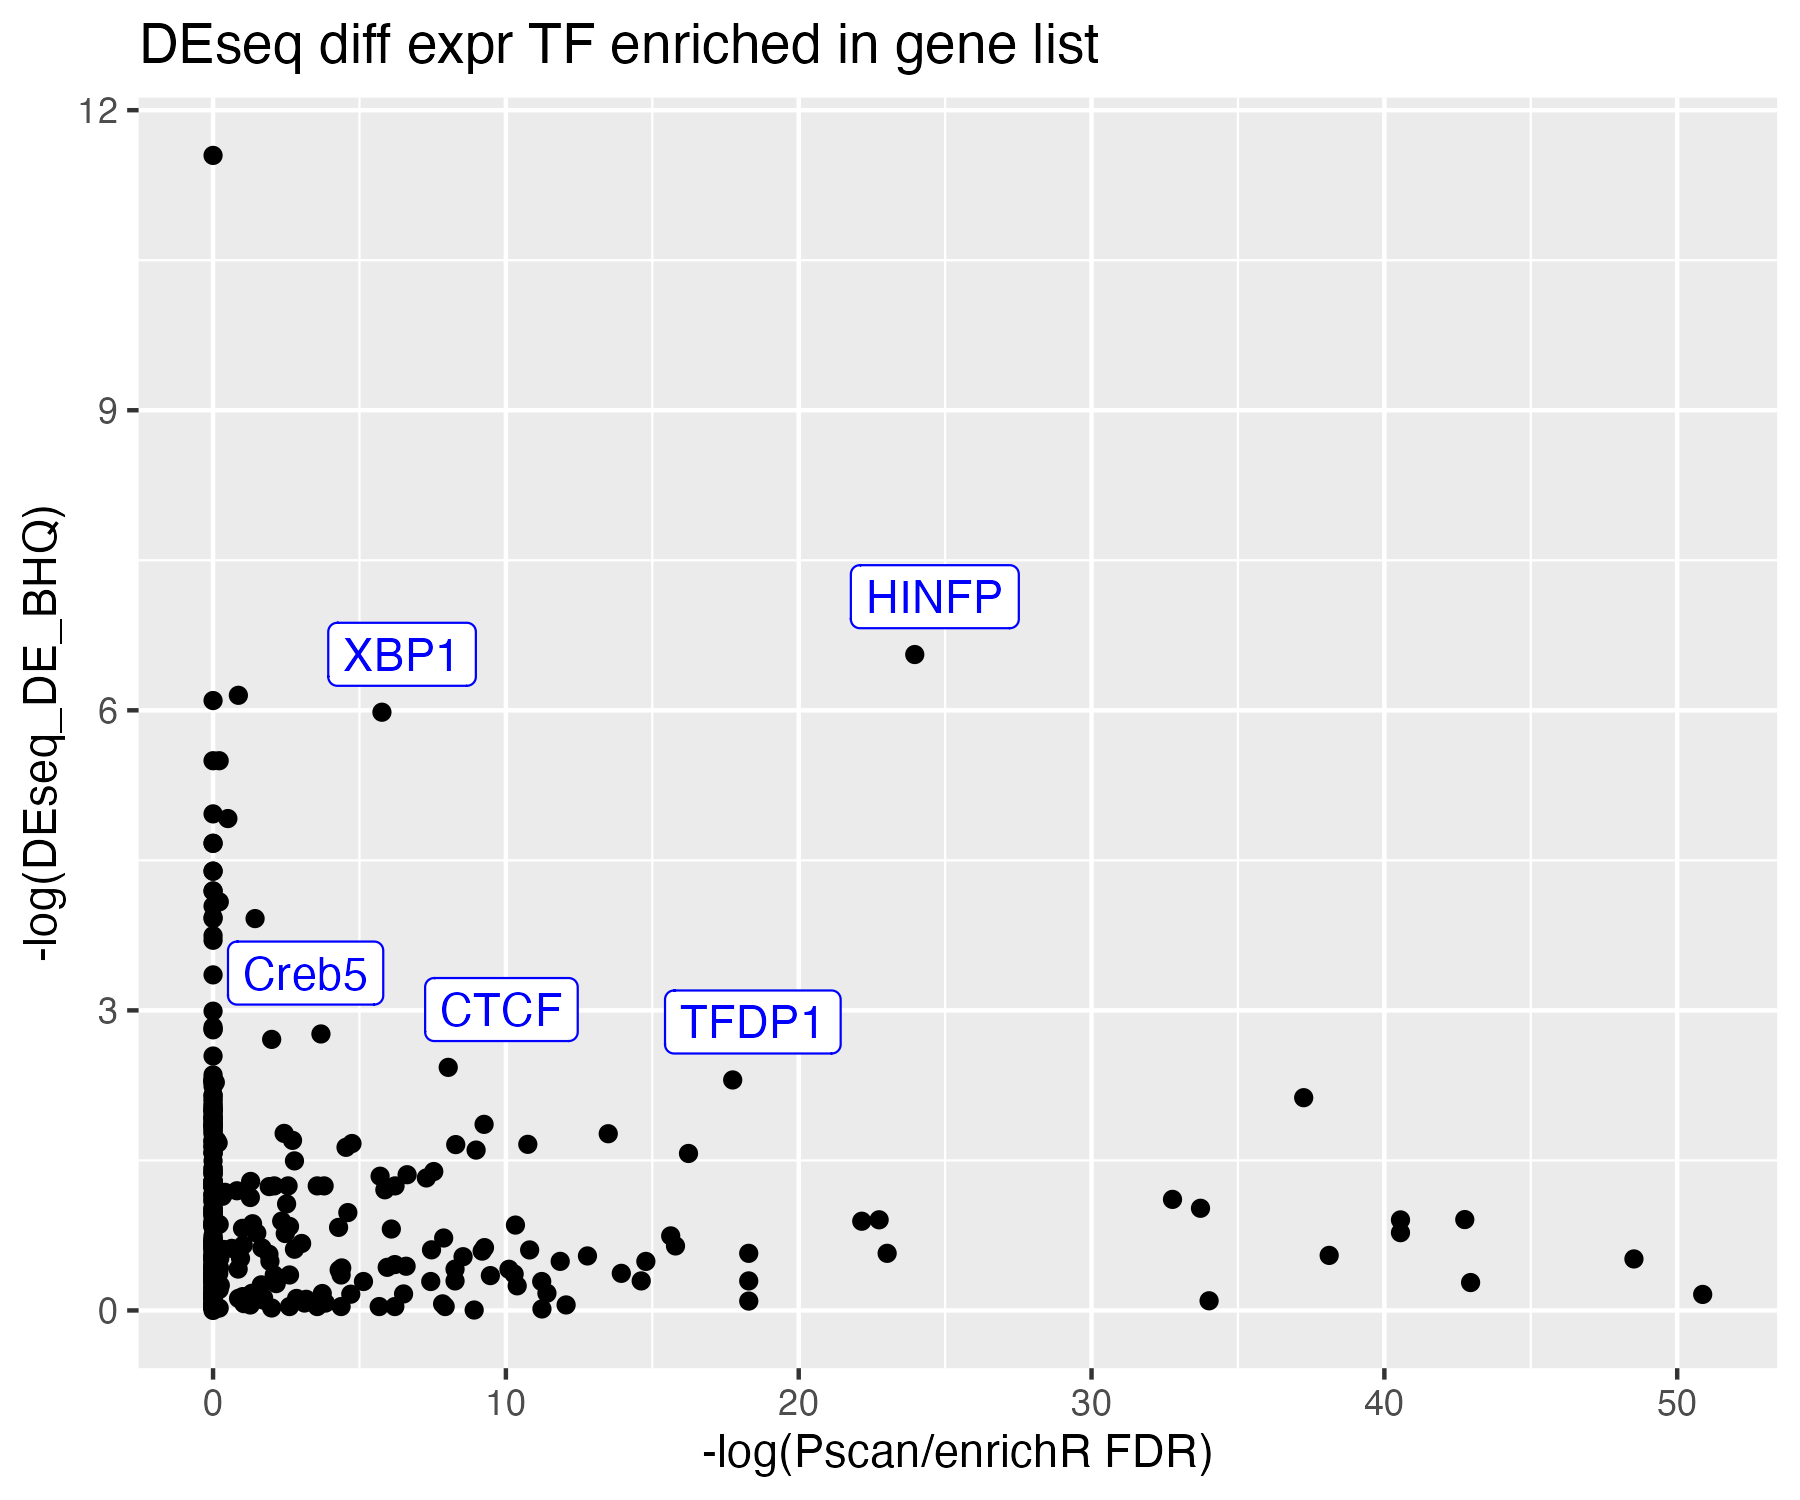 DEseq diff expr TF enriched in gene list
12
9
6
3
0
-log(DEseq_DE_BHQ)
HINFP
XBP1
Creb5
CTCF
TFDP1
0 10 20 30 40 50
-log(Pscan/enrichR FDR)